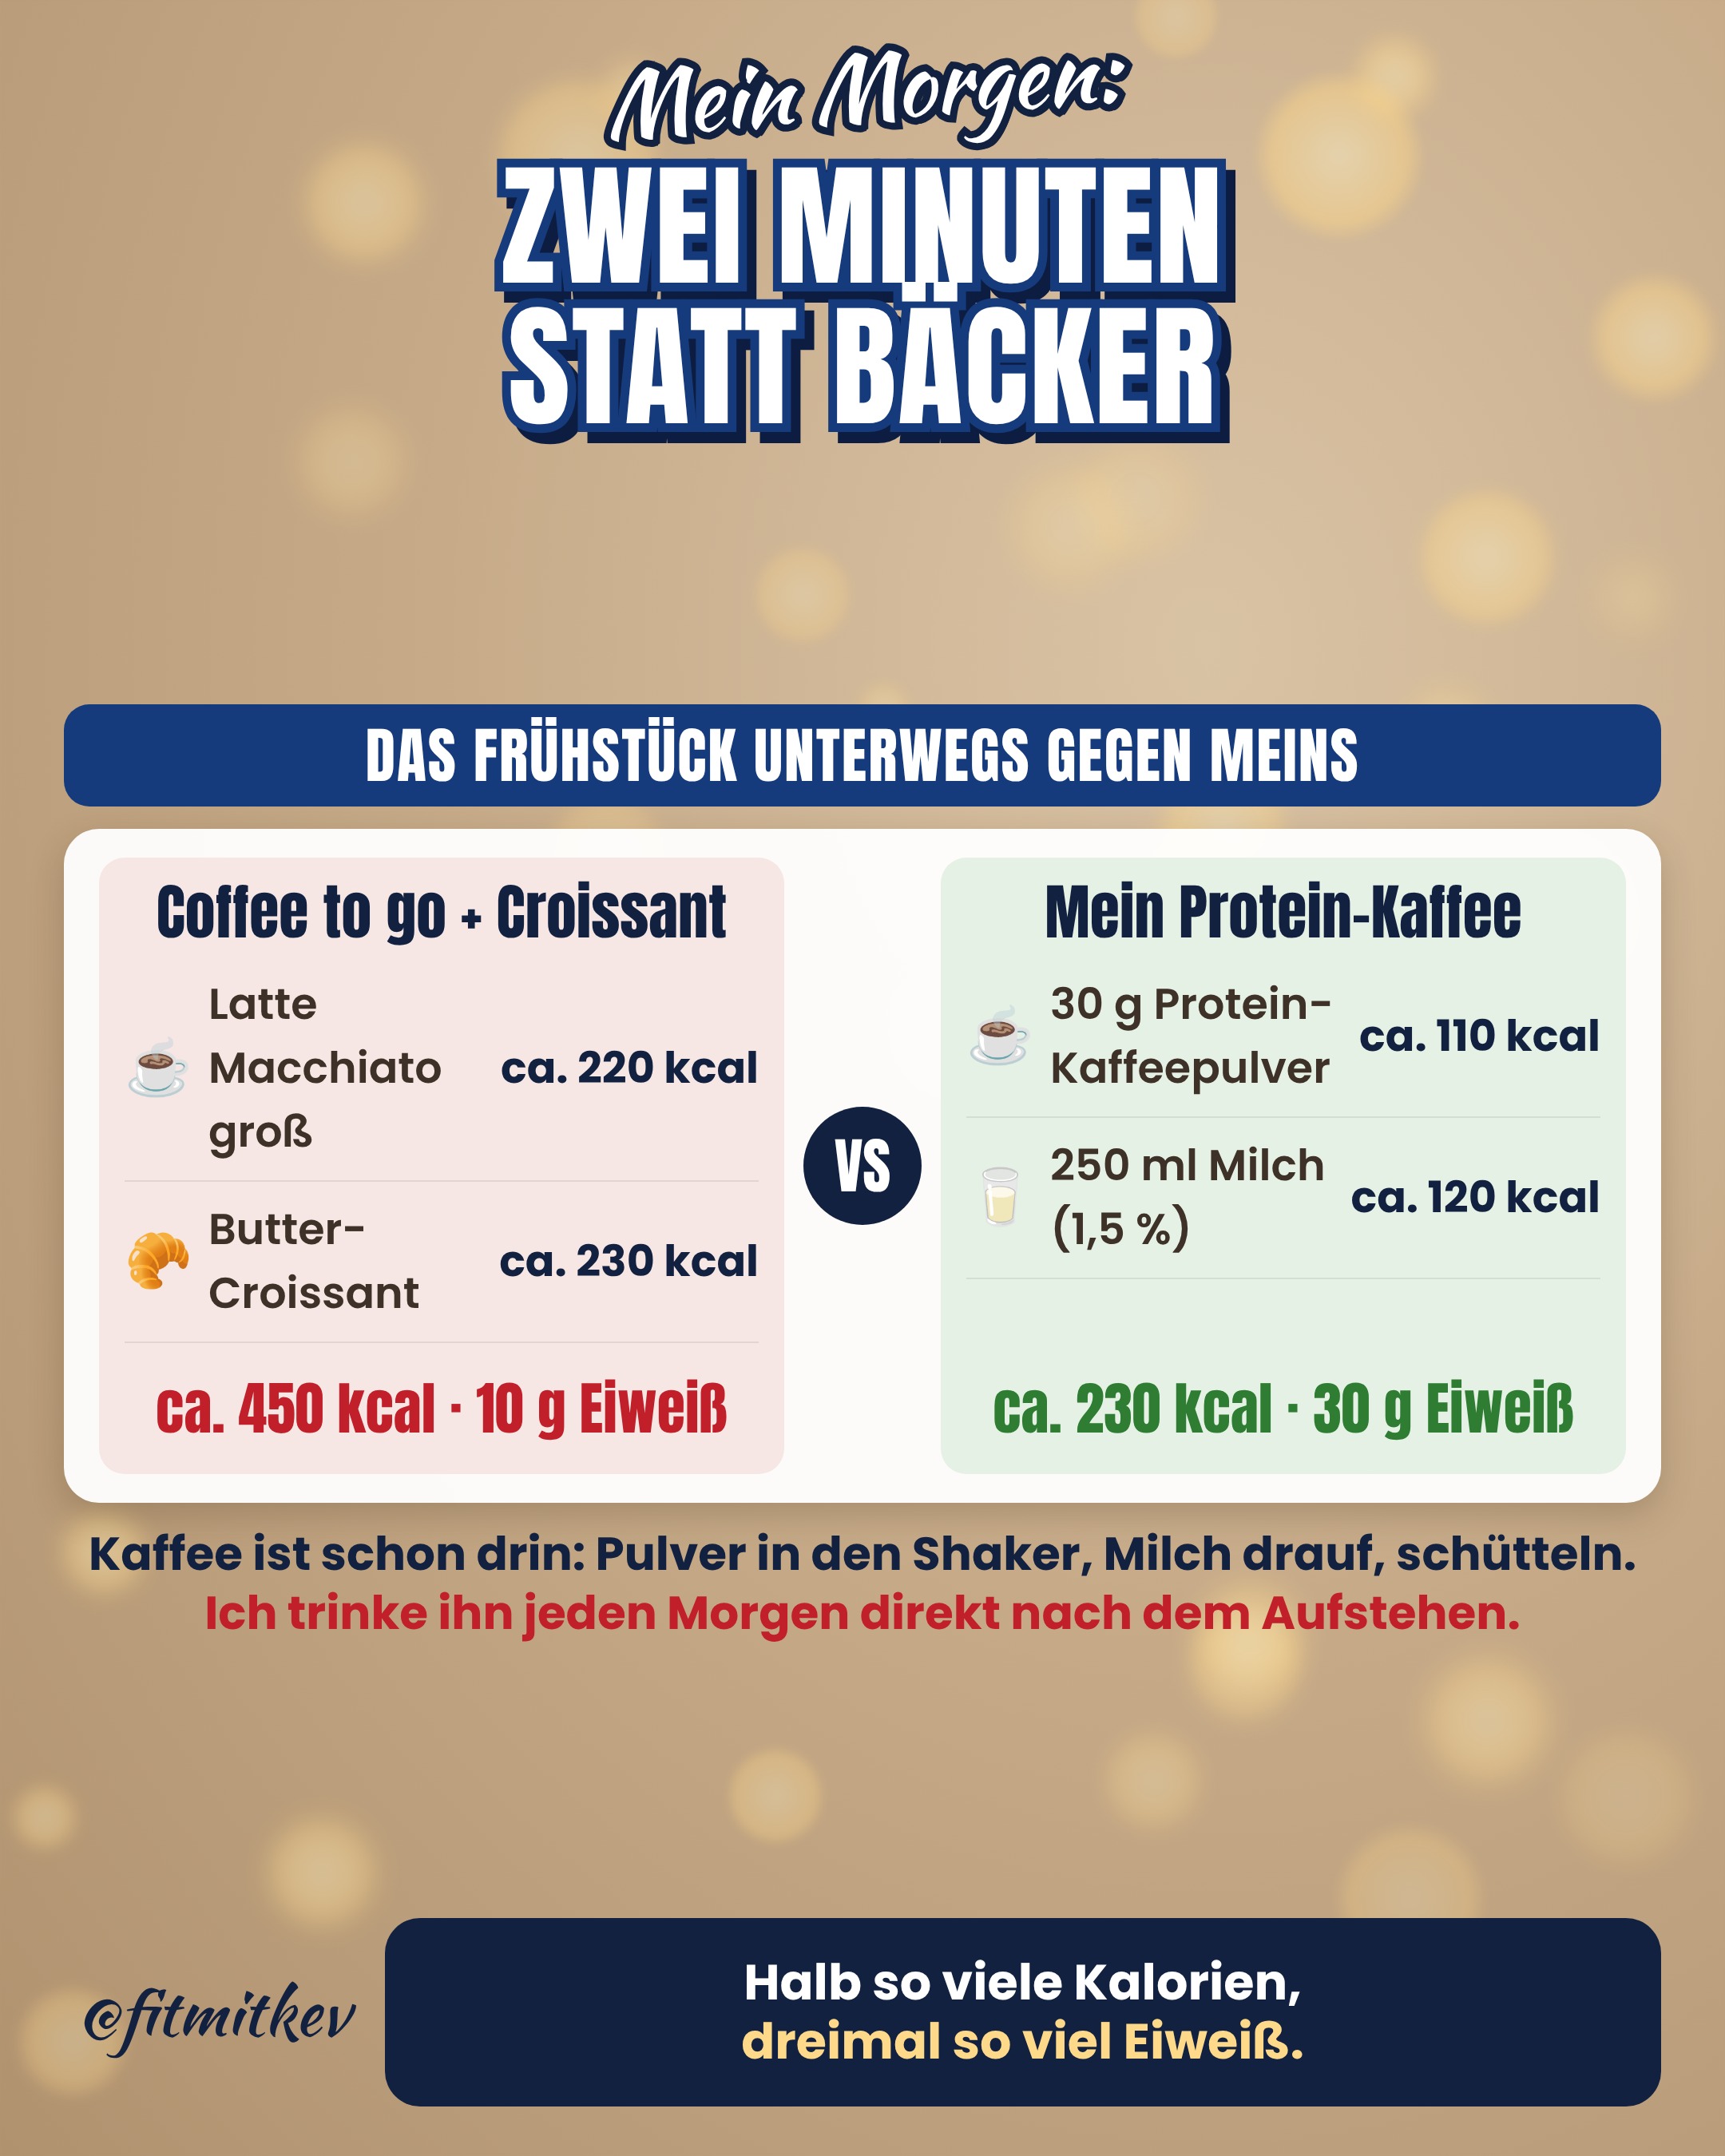 Mein Morgen:
ZWEI MINUTEN
STATT BÄCKER
DAS FRÜHSTÜCK UNTERWEGS GEGEN MEINS
Coffee to go + Croissant
Latte
Macchiato
groß
ca. 220 kcal
Butter-
Croissant
ca. 230 kcal
ca. 450 kcal · 10 g Eiweiß
VS
Mein Protein-Kaffee
30 g Protein-
Kaffeepulver
ca. 110 kcal
250 ml Milch
(1,5 %)
ca. 120 kcal
ca. 230 kcal · 30 g Eiweiß
Kaffee ist schon drin: Pulver in den Shaker, Milch drauf, schütteln.
Ich trinke ihn jeden Morgen direkt nach dem Aufstehen.
@fitmitkev
Halb so viele Kalorien,
dreimal so viel Eiweiß.